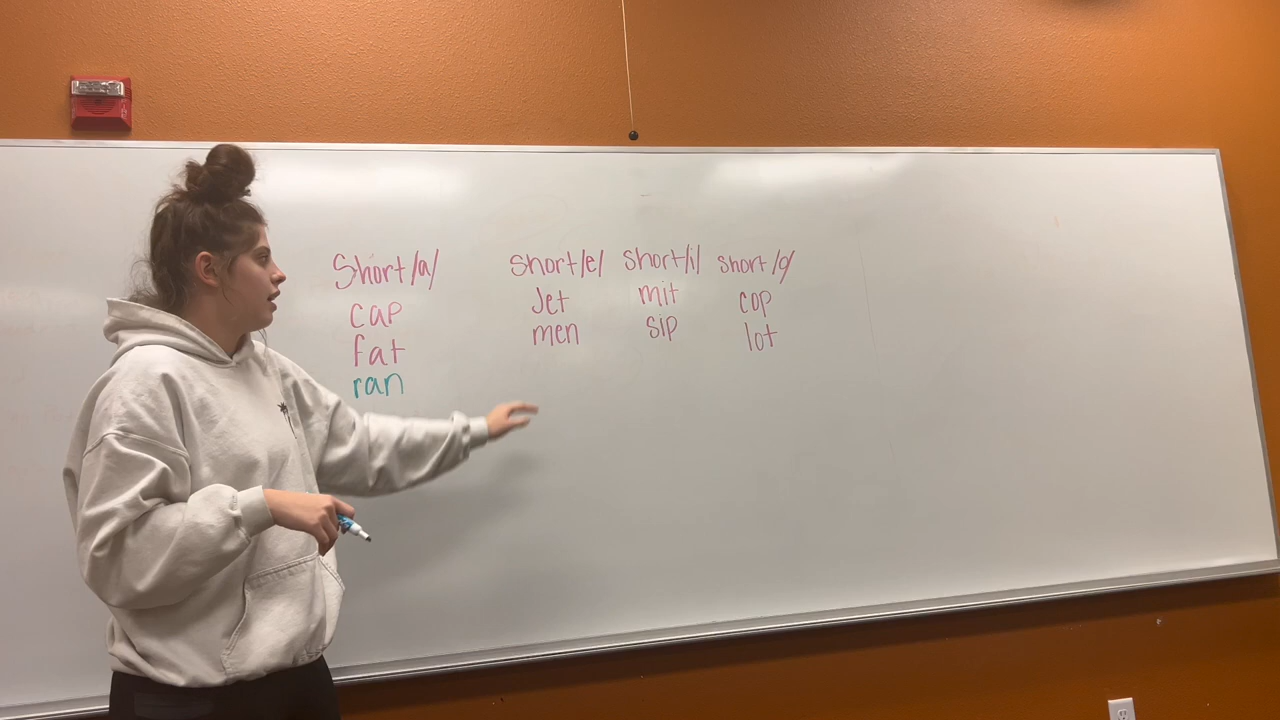 Short/a/ short/e/ short/i/ short/o/
cap Jet mit cop
fat men sip lot
ran